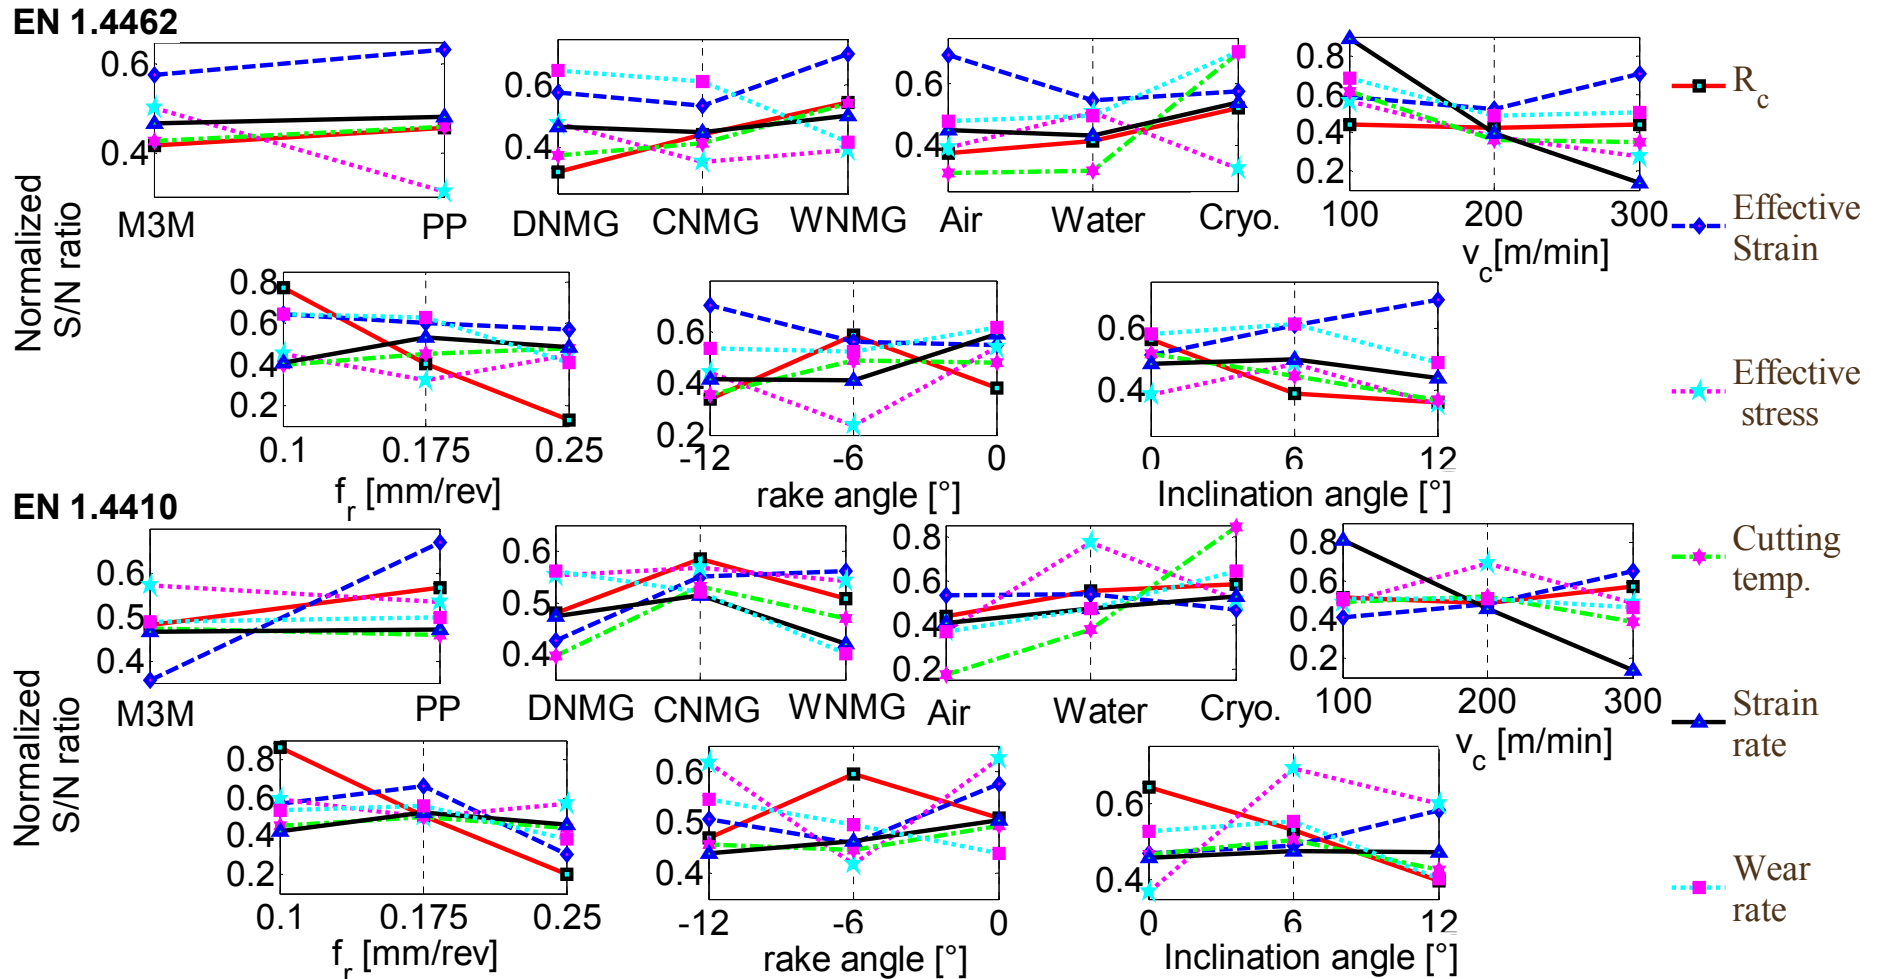 EN 1.4462
Normalized
S/N ratio
0.6
0.4
M3M PP
0.6
0.4
DNMG CNMG WNMG
0.6
0.4
Air Water Cryo.
0.8
0.6
0.4
0.2
100 200 300
v_c[m/min]
0.8
0.6
0.4
0.2
0.1 0.175 0.25
f_r [mm/rev]
0.6
0.4
0.2
-12 -6 0
rake angle [°]
0.6
0.4
0 6 12
Inclination angle [°]
EN 1.4410
Normalized
S/N ratio
0.6
0.5
0.4
M3M PP
0.6
0.5
0.4
DNMG CNMG WNMG
0.8
0.6
0.4
0.2
Air Water Cryo.
0.8
0.6
0.4
0.2
100 200 300
v_c [m/min]
0.8
0.6
0.4
0.2
0.1 0.175 0.25
f_r [mm/rev]
0.6
0.5
0.4
-12 -6 0
rake angle [°]
0.6
0.4
0 6 12
Inclination angle [°]
R_c
Effective
Strain
Effective
stress
Cutting
temp.
Strain
rate
Wear
rate